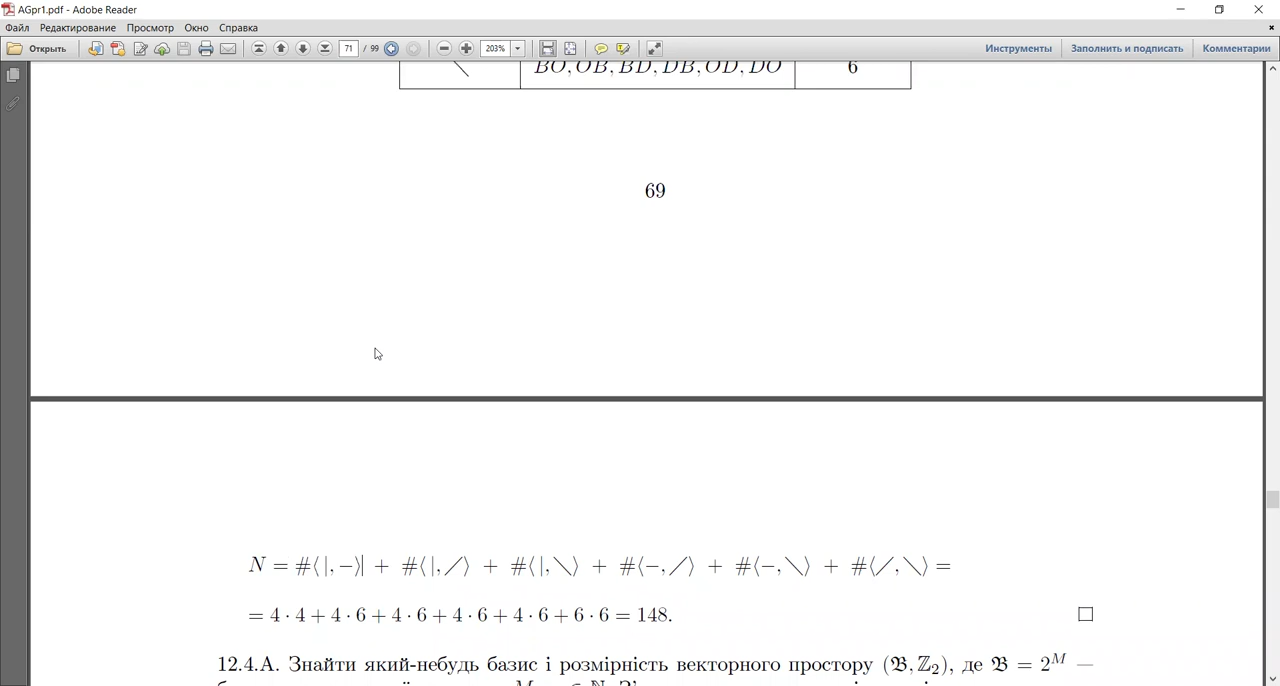 AGpr1.pdf - Adobe Reader
Файл Редактирование Просмотр Окно Справка
Открыть 71 / 99 203% Инструменты Заполнить и подписать Комментарии
\ BO, OB, BD, DB, OD, DO 6
69
N = #⟨|, −⟩| + #⟨|, ╱⟩ + #⟨|, ╲⟩ + #⟨−, ╱⟩ + #⟨−, ╲⟩ + #⟨╱, ╲⟩ =
= 4 · 4 + 4 · 6 + 4 · 6 + 4 · 6 + 4 · 6 + 6 · 6 = 148. □
12.4.А. Знайти який-небудь базис і розмірність векторного простору (𝔅, ℤ₂), де 𝔅 = 2^M —